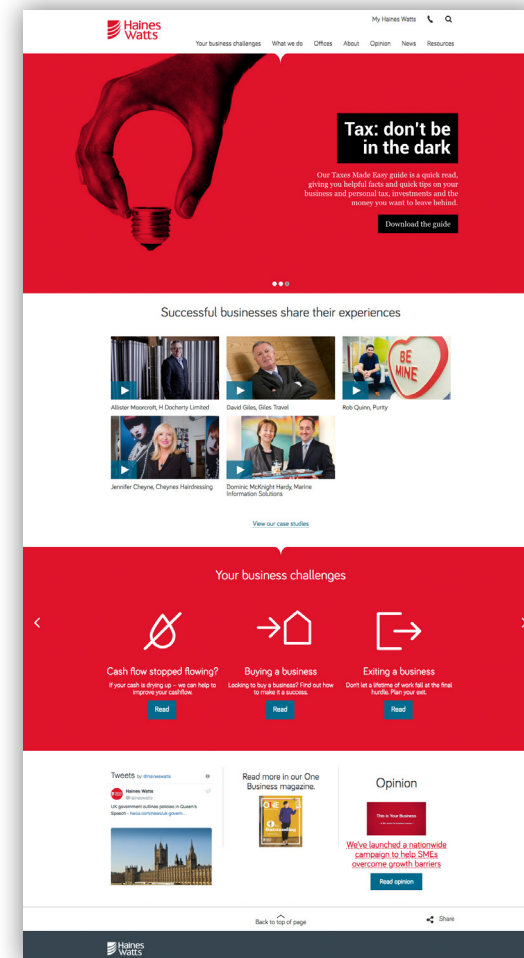 My Haines Watts
Haines
Watts
Your business challenges What we do Offices About Opinion News Resources
Tax: don't be
in the dark
Our Taxes Made Easy guide is a quick read,
giving you helpful facts and quick tips on your
business and personal tax, investments and the
money you want to leave behind.
Download the guide
Successful businesses share their experiences
BE
MINE
Allister Moorcroft, H Docherty Limited
David Giles, Giles Travel
Rob Quinn, Purity
Jennifer Cheyne, Cheynes Hairdressing
Dominic McKnight Hardy, Marine
Information Solutions
View our case studies
Your business challenges
Cash flow stopped flowing?
If your cash is drying up – we can help to
improve your cashflow.
Read
Buying a business
Looking to buy a business? Find out how
to make it a success.
Read
Exiting a business
Don't let a lifetime of work fall at the final
hurdle. Plan your exit.
Read
Tweets by @haineswatts
Haines Watts
@haineswatts
UK government outlines policies in Queen's
Speech -
Read more in our One
Business magazine.
ONE
Opinion
This is Your Business
We've launched a nationwide
campaign to help SMEs
overcome growth barriers
Read opinion
Back to top of page
Share
Haines
Watts